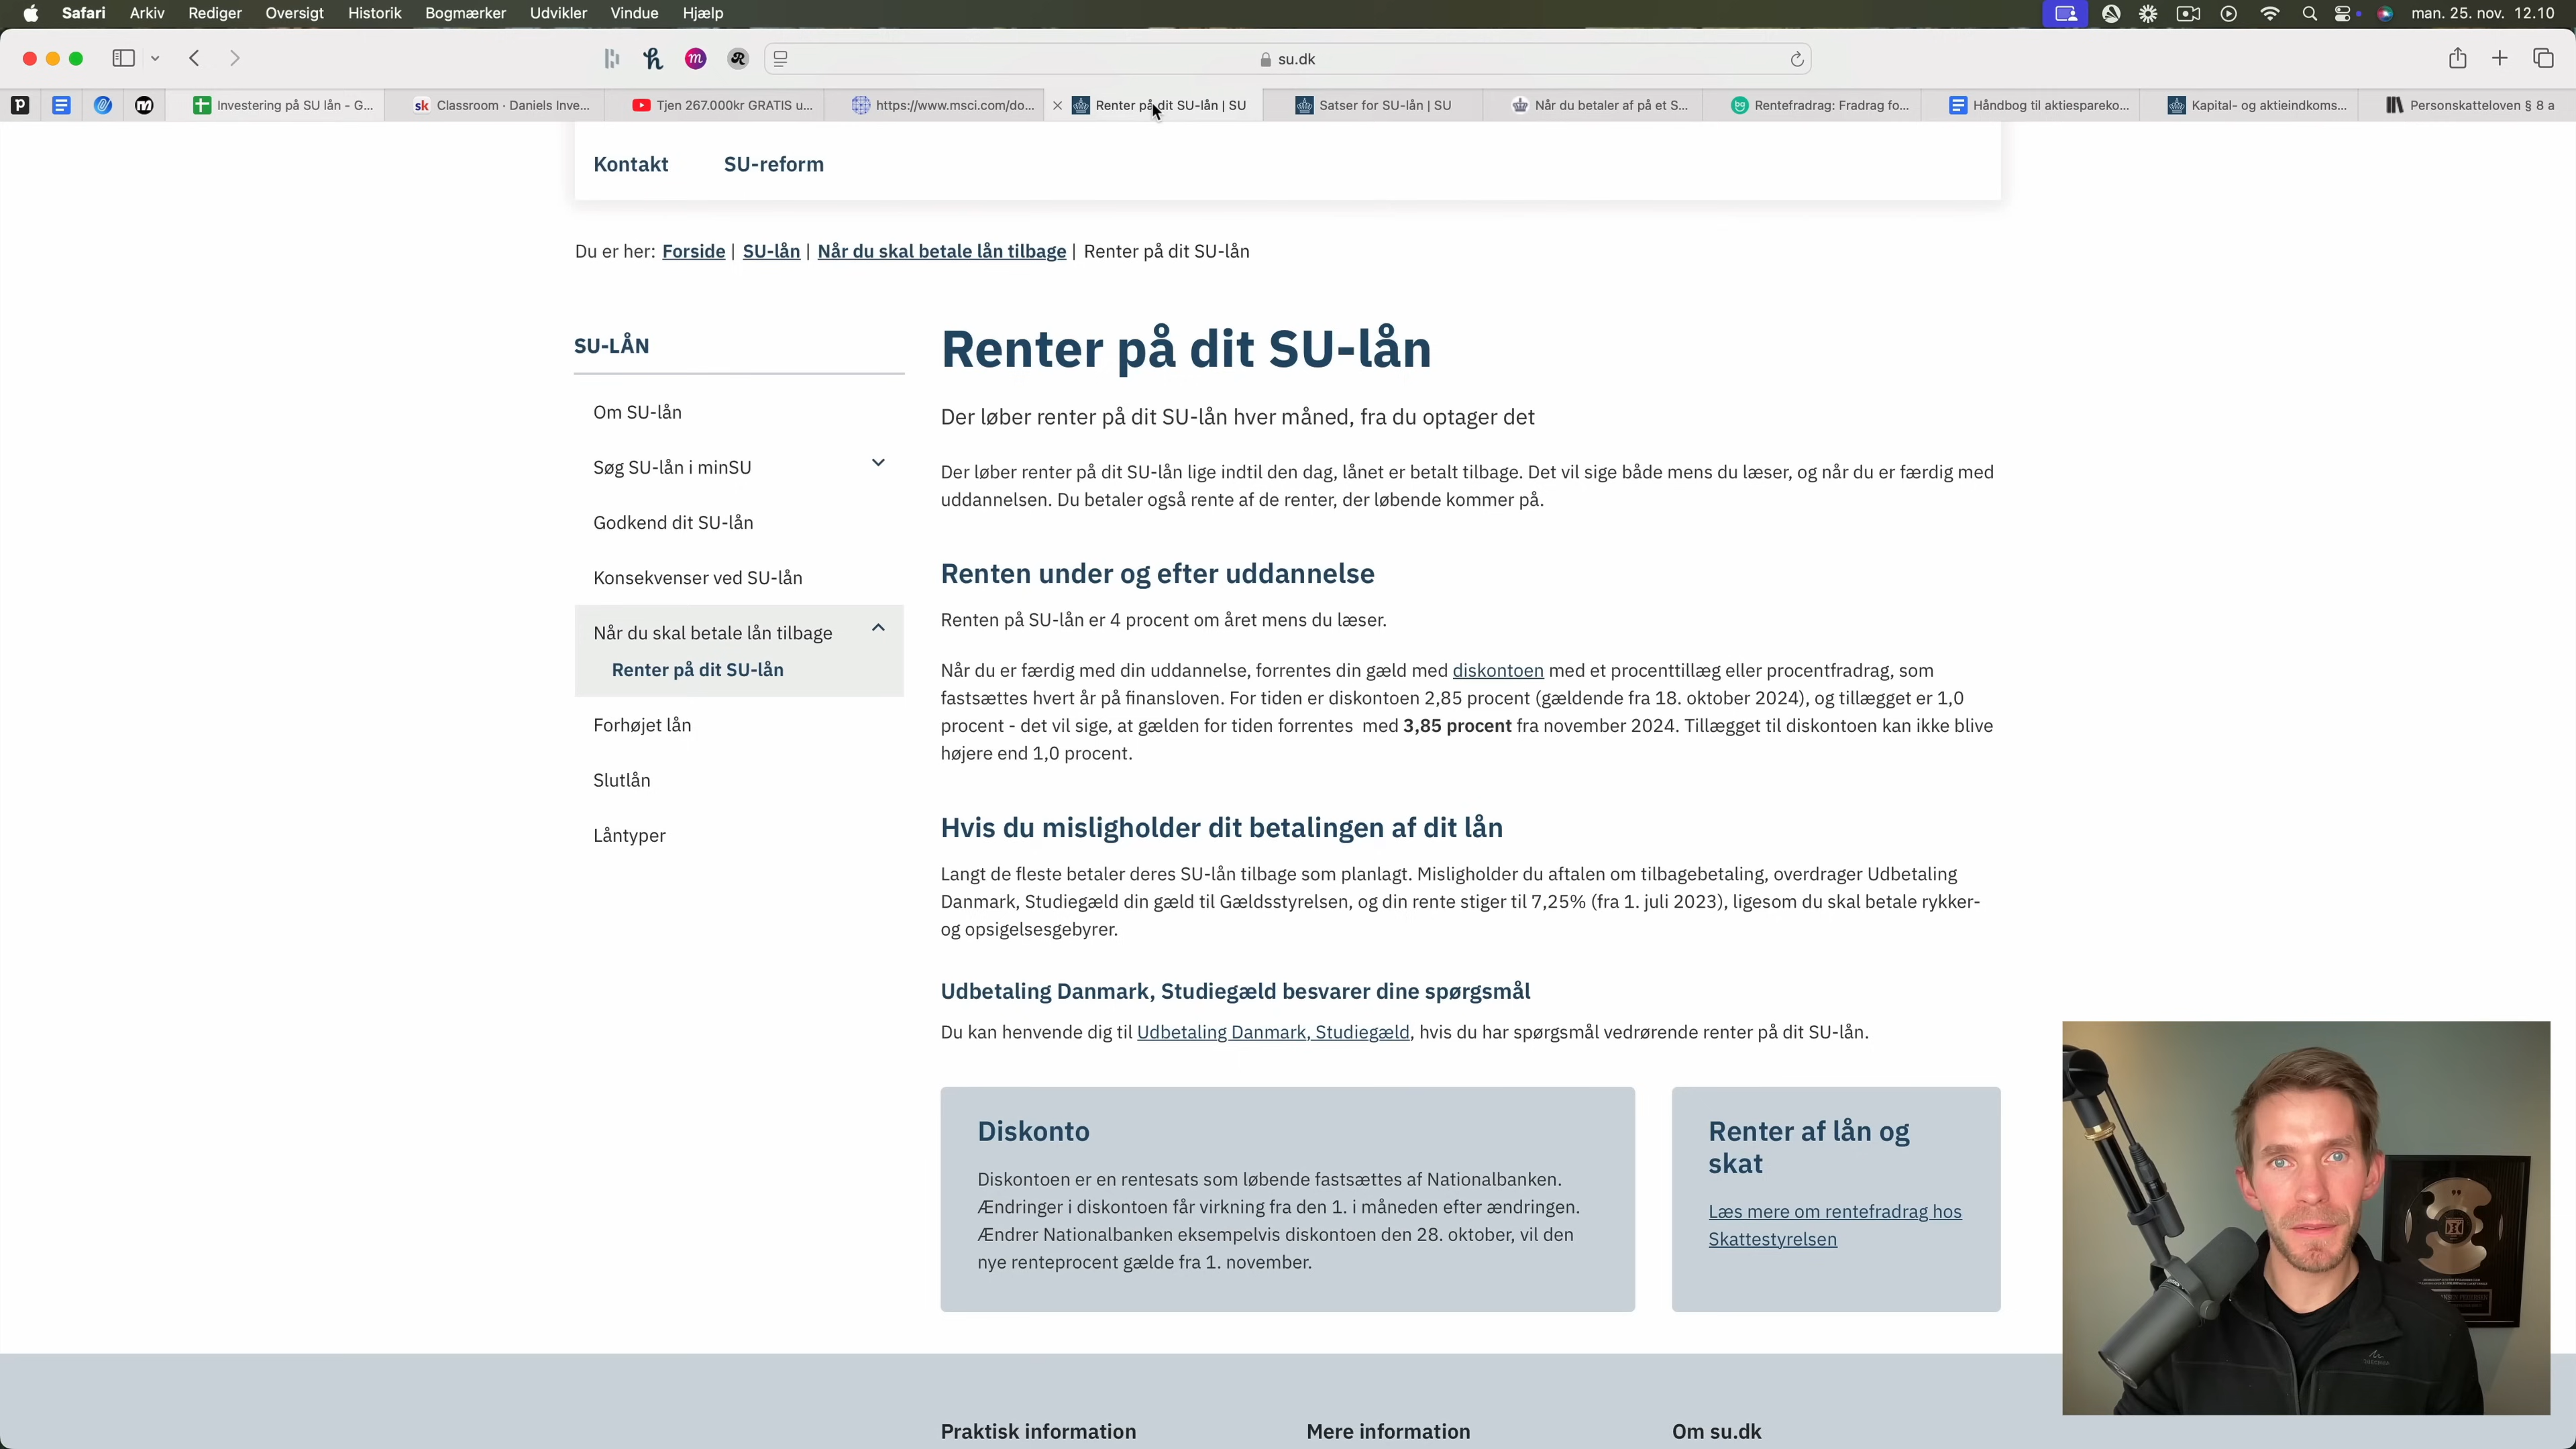 Safari Arkiv Rediger Oversigt Historik Bogmærker Udvikler Vindue Hjælp man. 25. nov. 12.10
su.dk
Investering på SU lån - G... Classroom · Daniels Inve... Tjen 267.000kr GRATIS u... https://www.msci.com/do... Renter på dit SU-lån | SU Satser for SU-lån | SU Når du betaler af på et S... Rentefradrag: Fradrag fo... Håndbog til aktiespareko... Kapital- og aktieindkoms... Personskatteloven § 8 a
Kontakt SU-reform
Du er her: Forside | SU-lån | Når du skal betale lån tilbage | Renter på dit SU-lån
SU-LÅN
Om SU-lån
Søg SU-lån i minSU
Godkend dit SU-lån
Konsekvenser ved SU-lån
Når du skal betale lån tilbage
Renter på dit SU-lån
Forhøjet lån
Slutlån
Låntyper
Renter på dit SU-lån
Der løber renter på dit SU-lån hver måned, fra du optager det
Der løber renter på dit SU-lån lige indtil den dag, lånet er betalt tilbage. Det vil sige både mens du læser, og når du er færdig med
uddannelsen. Du betaler også rente af de renter, der løbende kommer på.
Renten under og efter uddannelse
Renten på SU-lån er 4 procent om året mens du læser.
Når du er færdig med din uddannelse, forrentes din gæld med diskontoen med et procenttillæg eller procentfradrag, som
fastsættes hvert år på finansloven. For tiden er diskontoen 2,85 procent (gældende fra 18. oktober 2024), og tillægget er 1,0
procent - det vil sige, at gælden for tiden forrentes med 3,85 procent fra november 2024. Tillægget til diskontoen kan ikke blive
højere end 1,0 procent.
Hvis du misligholder dit betalingen af dit lån
Langt de fleste betaler deres SU-lån tilbage som planlagt. Misligholder du aftalen om tilbagebetaling, overdrager Udbetaling
Danmark, Studiegæld din gæld til Gældsstyrelsen, og din rente stiger til 7,25% (fra 1. juli 2023), ligesom du skal betale rykker-
og opsigelsesgebyrer.
Udbetaling Danmark, Studiegæld besvarer dine spørgsmål
Du kan henvende dig til Udbetaling Danmark, Studiegæld, hvis du har spørgsmål vedrørende renter på dit SU-lån.
Diskonto
Diskontoen er en rentesats som løbende fastsættes af Nationalbanken.
Ændringer i diskontoen får virkning fra den 1. i måneden efter ændringen.
Ændrer Nationalbanken eksempelvis diskontoen den 28. oktober, vil den
nye renteprocent gælde fra 1. november.
Renter af lån og
skat
Læs mere om rentefradrag hos
Skattestyrelsen
Praktisk information Mere information Om su.dk